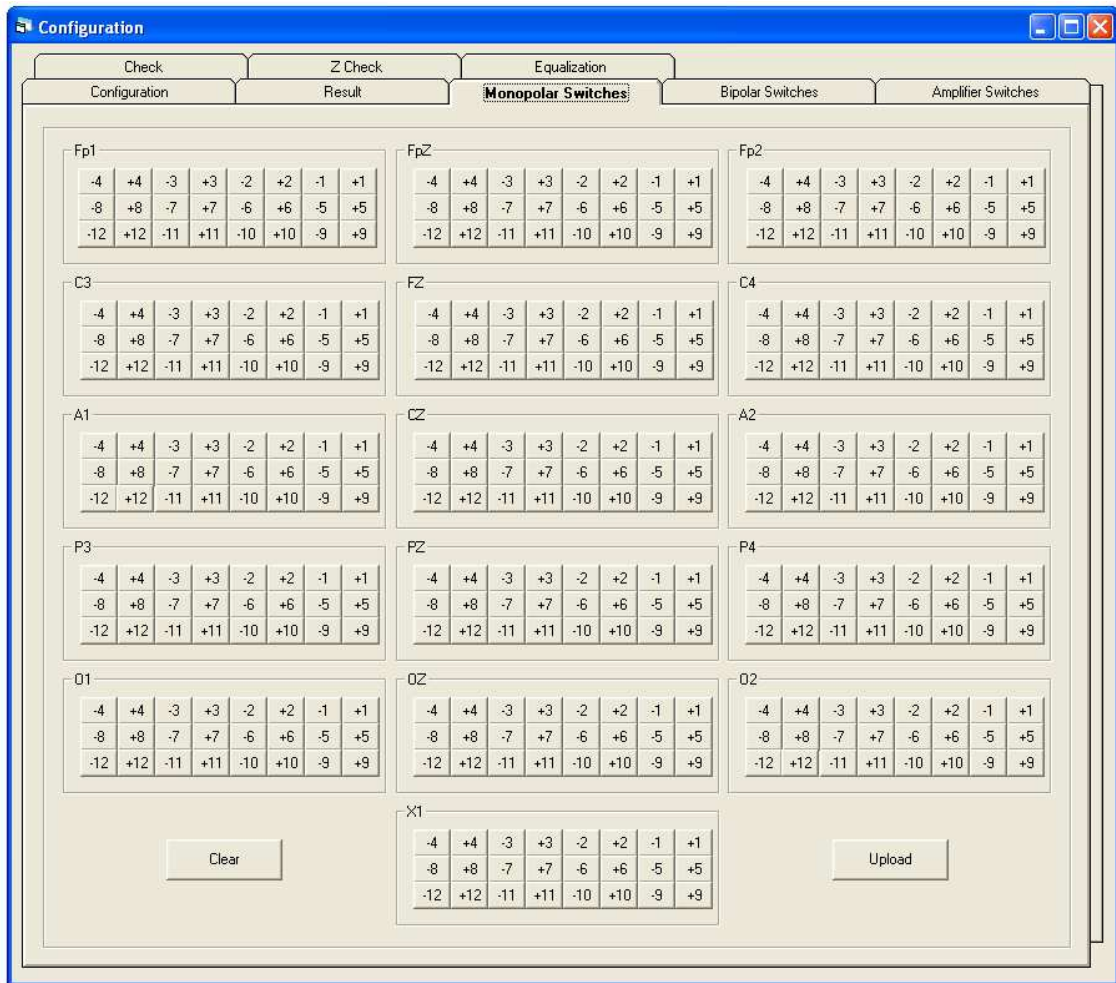 Configuration
Check Z Check Equalization
Configuration Result Monopolar Switches Bipolar Switches Amplifier Switches
Fp1
-4 +4 -3 +3 -2 +2 -1 +1
-8 +8 -7 +7 -6 +6 -5 +5
-12 +12 -11 +11 -10 +10 -9 +9
FpZ
-4 +4 -3 +3 -2 +2 -1 +1
-8 +8 -7 +7 -6 +6 -5 +5
-12 +12 -11 +11 -10 +10 -9 +9
Fp2
-4 +4 -3 +3 -2 +2 -1 +1
-8 +8 -7 +7 -6 +6 -5 +5
-12 +12 -11 +11 -10 +10 -9 +9
C3
-4 +4 -3 +3 -2 +2 -1 +1
-8 +8 -7 +7 -6 +6 -5 +5
-12 +12 -11 +11 -10 +10 -9 +9
FZ
-4 +4 -3 +3 -2 +2 -1 +1
-8 +8 -7 +7 -6 +6 -5 +5
-12 +12 -11 +11 -10 +10 -9 +9
C4
-4 +4 -3 +3 -2 +2 -1 +1
-8 +8 -7 +7 -6 +6 -5 +5
-12 +12 -11 +11 -10 +10 -9 +9
A1
-4 +4 -3 +3 -2 +2 -1 +1
-8 +8 -7 +7 -6 +6 -5 +5
-12 +12 -11 +11 -10 +10 -9 +9
CZ
-4 +4 -3 +3 -2 +2 -1 +1
-8 +8 -7 +7 -6 +6 -5 +5
-12 +12 -11 +11 -10 +10 -9 +9
A2
-4 +4 -3 +3 -2 +2 -1 +1
-8 +8 -7 +7 -6 +6 -5 +5
-12 +12 -11 +11 -10 +10 -9 +9
P3
-4 +4 -3 +3 -2 +2 -1 +1
-8 +8 -7 +7 -6 +6 -5 +5
-12 +12 -11 +11 -10 +10 -9 +9
PZ
-4 +4 -3 +3 -2 +2 -1 +1
-8 +8 -7 +7 -6 +6 -5 +5
-12 +12 -11 +11 -10 +10 -9 +9
P4
-4 +4 -3 +3 -2 +2 -1 +1
-8 +8 -7 +7 -6 +6 -5 +5
-12 +12 -11 +11 -10 +10 -9 +9
O1
-4 +4 -3 +3 -2 +2 -1 +1
-8 +8 -7 +7 -6 +6 -5 +5
-12 +12 -11 +11 -10 +10 -9 +9
OZ
-4 +4 -3 +3 -2 +2 -1 +1
-8 +8 -7 +7 -6 +6 -5 +5
-12 +12 -11 +11 -10 +10 -9 +9
O2
-4 +4 -3 +3 -2 +2 -1 +1
-8 +8 -7 +7 -6 +6 -5 +5
-12 +12 -11 +11 -10 +10 -9 +9
Clear
X1
-4 +4 -3 +3 -2 +2 -1 +1
-8 +8 -7 +7 -6 +6 -5 +5
-12 +12 -11 +11 -10 +10 -9 +9
Upload